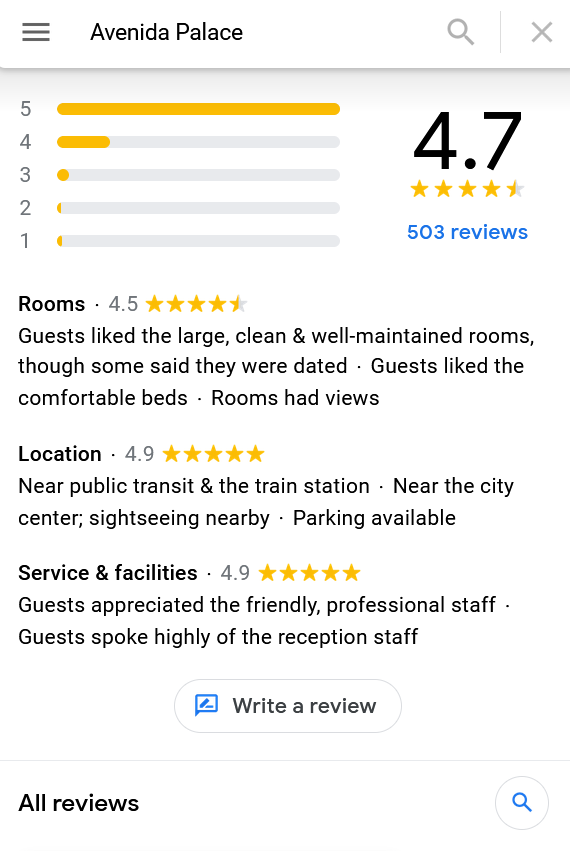 Avenida Palace
5
4
3
2
1
4.7
503 reviews
Rooms · 4.5
Guests liked the large, clean & well-maintained rooms,
though some said they were dated · Guests liked the
comfortable beds · Rooms had views
Location · 4.9
Near public transit & the train station · Near the city
center; sightseeing nearby · Parking available
Service & facilities · 4.9
Guests appreciated the friendly, professional staff ·
Guests spoke highly of the reception staff
Write a review
All reviews